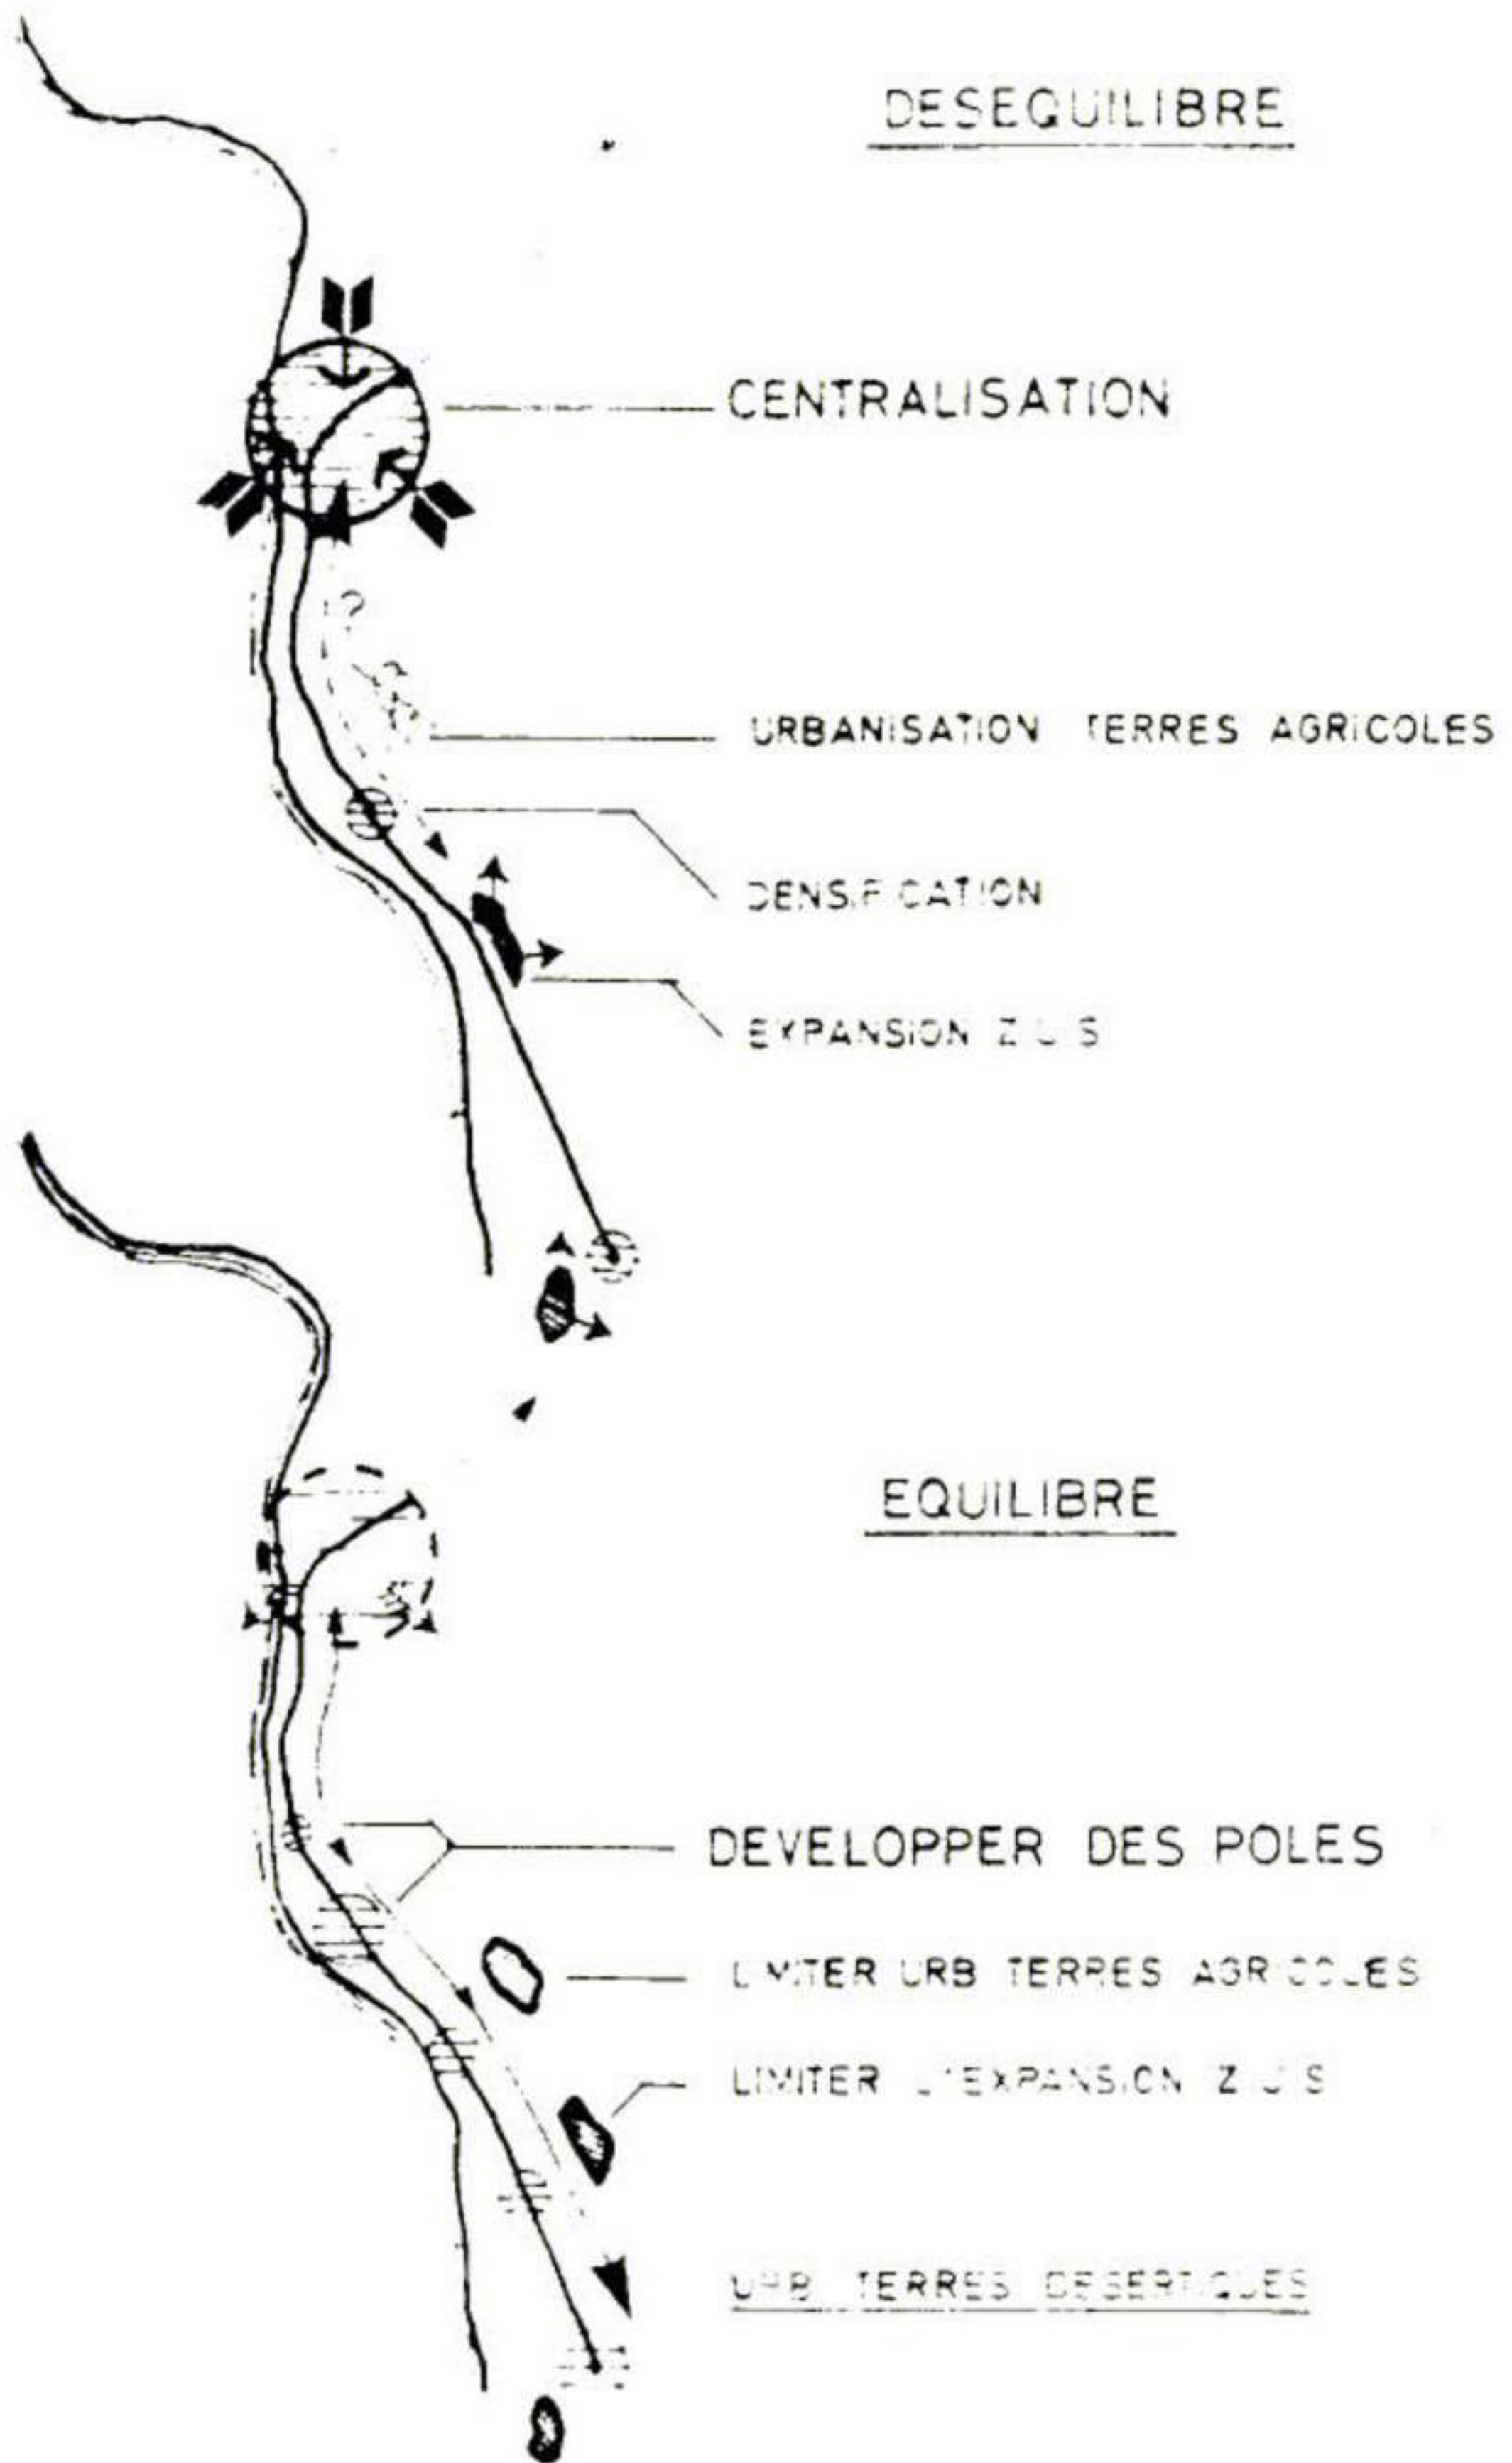 DESEQUILIBRE
CENTRALISATION
URBANISATION TERRES AGRICOLES
DENSIFICATION
EXPANSION Z U S
EQUILIBRE
DEVELOPPER DES POLES
LIMITER URB TERRES AGRICOLES
LIMITER L'EXPANSION Z U S
URB TERRES DESERTIQUES